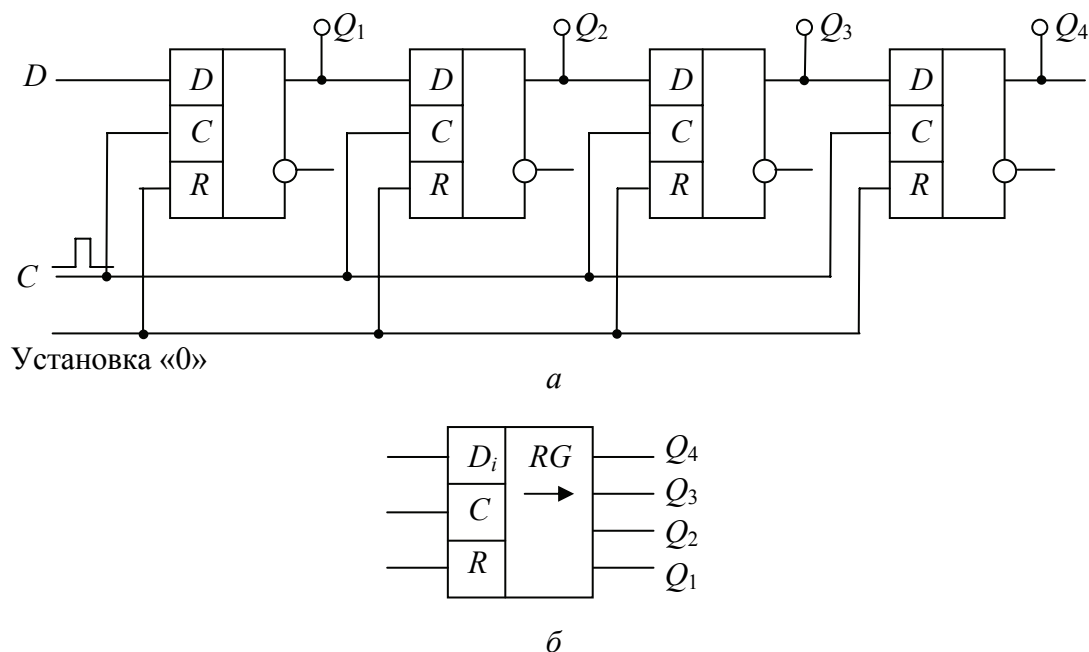 Q1 Q2 Q3 Q4
D D D D D
C C C C
R R R R
C
Установка «0»
а
Di RG Q4
Q3
C
Q2
R Q1
б